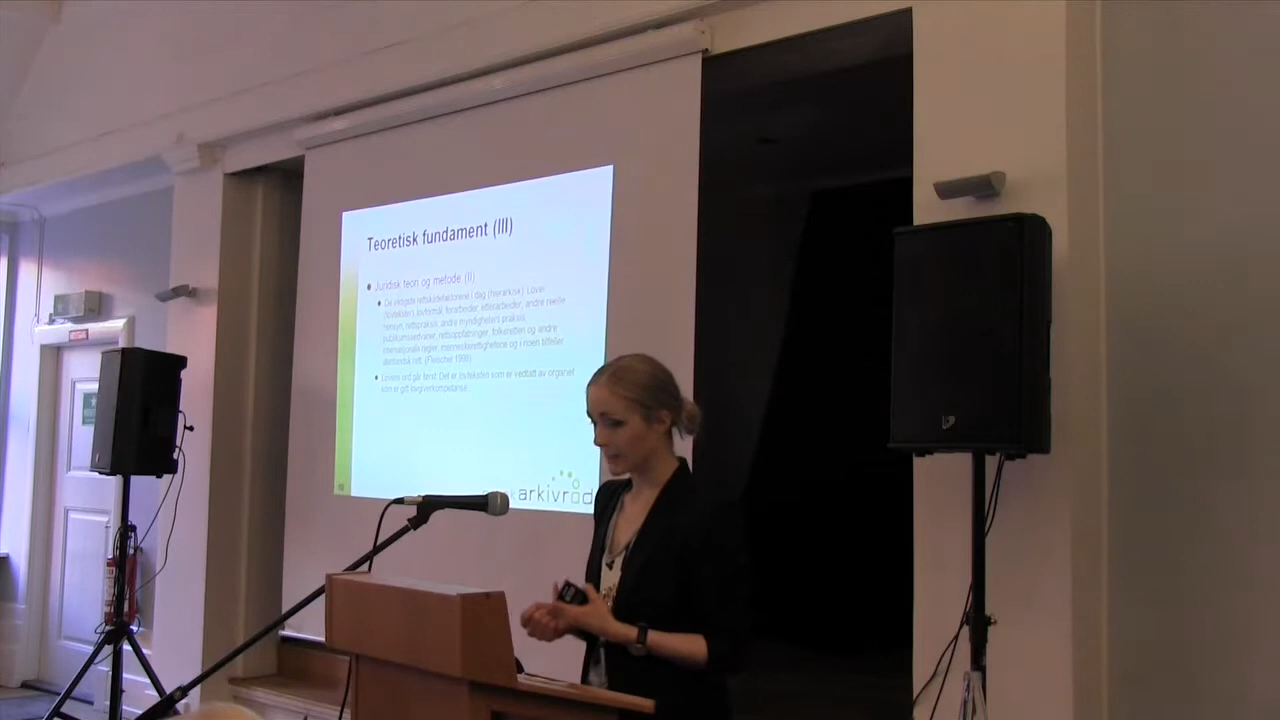 Teoretisk fundament (III)
Juridisk teori og metode (II)
De viktigste rettskildefaktorene i dag (hierarkisk): Lover
(lovtekster), lovformål, forarbeider, etterarbeider, andre reelle
hensyn, rettspraksis, andre myndigheters praksis,
publikumssedvaner, rettsoppfatninger, folkeretten og andre
internasjonale regler, menneskerettighetene og i noen tilfeller
utenlandsk rett. (Fleischer 1998)
Lovens ord går først: Det er lovteksten som er vedtatt av organet
som er gitt lovgiverkompetanse.
k arkivråd